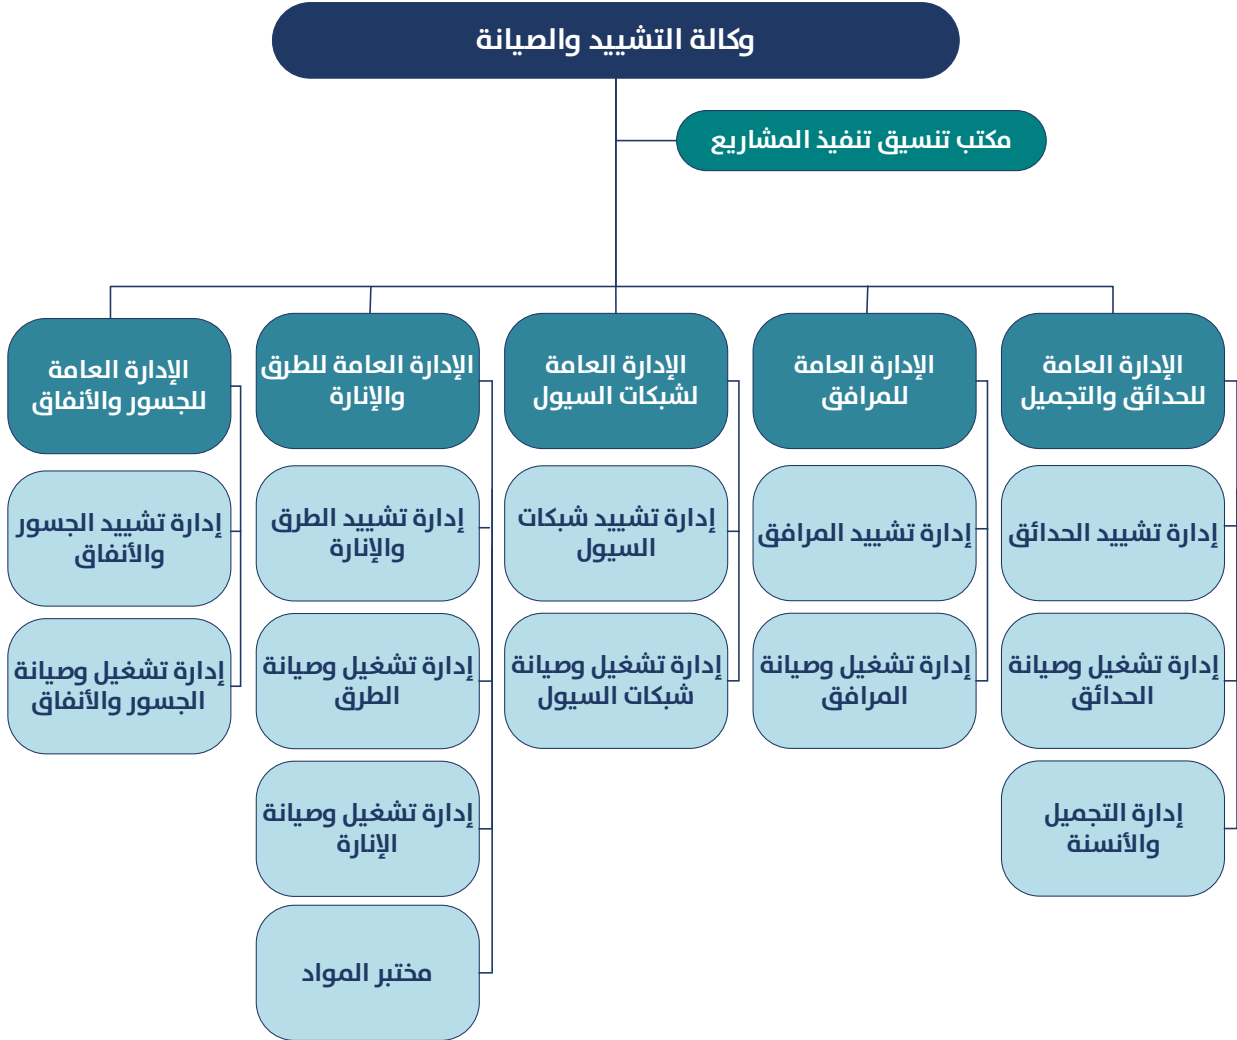 وكالة التشييد والصيانة
مكتب تنسيق تنفيذ المشاريع
الإدارة العامة
للحدائق والتجميل
إدارة تشييد الحدائق
إدارة تشغيل وصيانة
الحدائق
إدارة التجميل
والأنسنة
الإدارة العامة
للمرافق
إدارة تشييد المرافق
إدارة تشغيل وصيانة
المرافق
الإدارة العامة
لشبكات السيول
إدارة تشييد شبكات
السيول
إدارة تشغيل وصيانة
شبكات السيول
الإدارة العامة للطرق
والإنارة
إدارة تشييد الطرق
والإنارة
إدارة تشغيل وصيانة
الطرق
إدارة تشغيل وصيانة
الإنارة
مختبر المواد
الإدارة العامة
للجسور والأنفاق
إدارة تشييد الجسور
والأنفاق
إدارة تشغيل وصيانة
الجسور والأنفاق